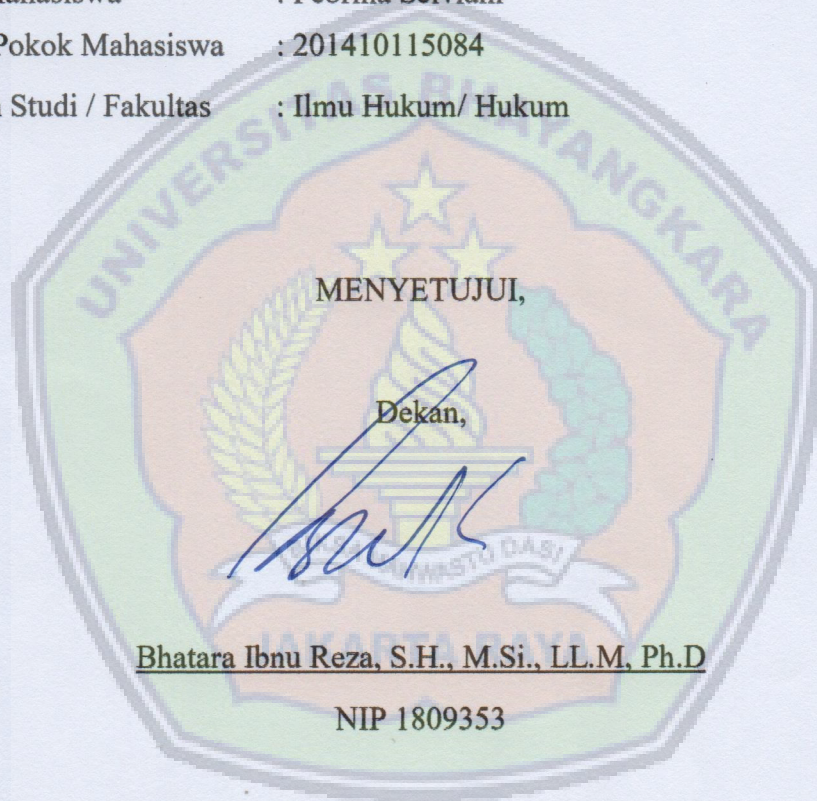 : 
Pokok Mahasiswa : 201410115084
Studi / Fakultas : Ilmu Hukum/ Hukum
UNIVERSITAS BHAYANGKARA
MENYETUJUI,
Dekan,
DASI
JAKARTA RAYA
Bhatara Ibnu Reza, S.H., M.Si., LL.M, Ph.D
NIP 1809353